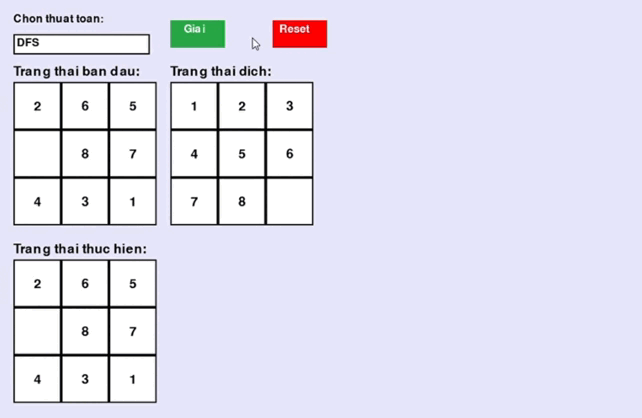 Chon thuat toan:
Giai
Reset
DFS
Trang thai ban dau:
Trang thai dich:
2 6 5
1 2 3
8 7
4 5 6
4 3 1
7 8
Trang thai thuc hien:
2 6 5
8 7
4 3 1